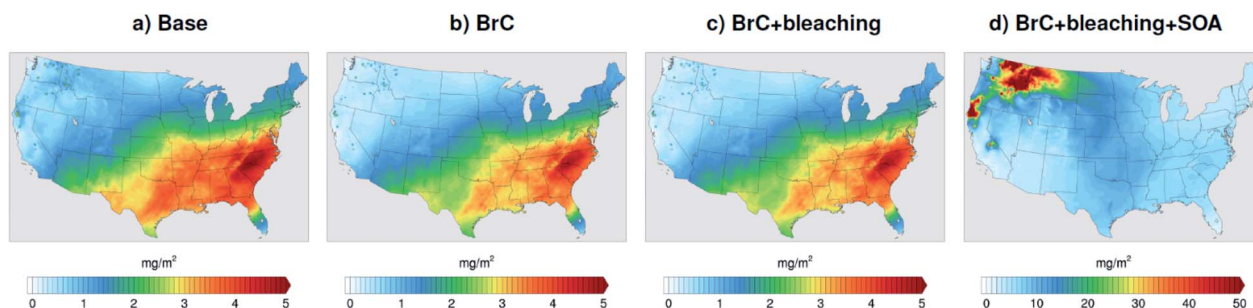 a) Base b) BrC c) BrC+bleaching d) BrC+bleaching+SOA
mg/m² mg/m² mg/m² mg/m²
0 1 2 3 4 5 0 1 2 3 4 5 0 1 2 3 4 5 0 10 20 30 40 50